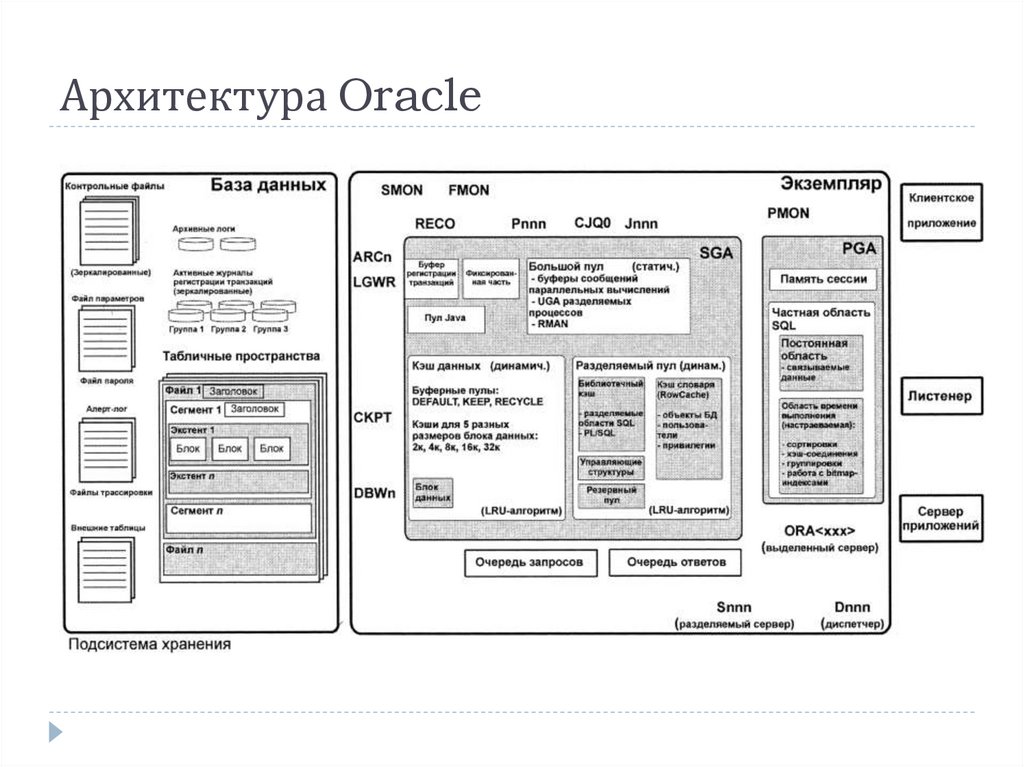 Архитектура Oracle
База данных
Контрольные файлы
(Зеркалированные)
Файл параметров
Файл пароля
Алерт-лог
Файлы трассировки
Внешние таблицы
Архивные логи
Активные журналы
регистрации транзакций
(зеркалированные)
Группа 1 Группа 2 Группа 3
Табличные пространства
Файл 1 Заголовок
Сегмент 1 Заголовок
Экстент 1
Блок Блок Блок
Экстент n
Сегмент n
Файл n
Подсистема хранения
Экземпляр
SMON FMON
RECO Pnnn CJQ0 Jnnn
PMON
ARCn
LGWR
CKPT
DBWn
SGA
Буфер
регистрации
транзакций
Фиксирован-
ная часть
Большой пул (статич.)
- буферы сообщений
параллельных вычислений
- UGA разделяемых
процессов
- RMAN
Пул Java
Кэш данных (динамич.)
Буферные пулы:
DEFAULT, KEEP, RECYCLE
Кэши для 5 разных
размеров блока данных:
2к, 4к, 8к, 16к, 32к
Блок
данных
(LRU-алгоритм)
Разделяемый пул (динам.)
Библиотечный
кэш
- разделяемые
области SQL
- PL/SQL
Управляющие
структуры
Резервный
пул
Кэш словаря
(RowCache)
- объекты БД
- пользова-
тели
- привилегии
(LRU-алгоритм)
PGA
Память сессии
Частная область
SQL
Постоянная
область
- связываемые
данные
Область времени
выполнения
(настраеваемая):
- сортировки
- хэш-соединения
- группировки
- работа с bitmap-
индексами
ORA<xxx>
(выделенный сервер)
Очередь запросов
Очередь ответов
Snnn
(разделяемый сервер)
Dnnn
(диспетчер)
Клиентское
приложение
Листенер
Сервер
приложений